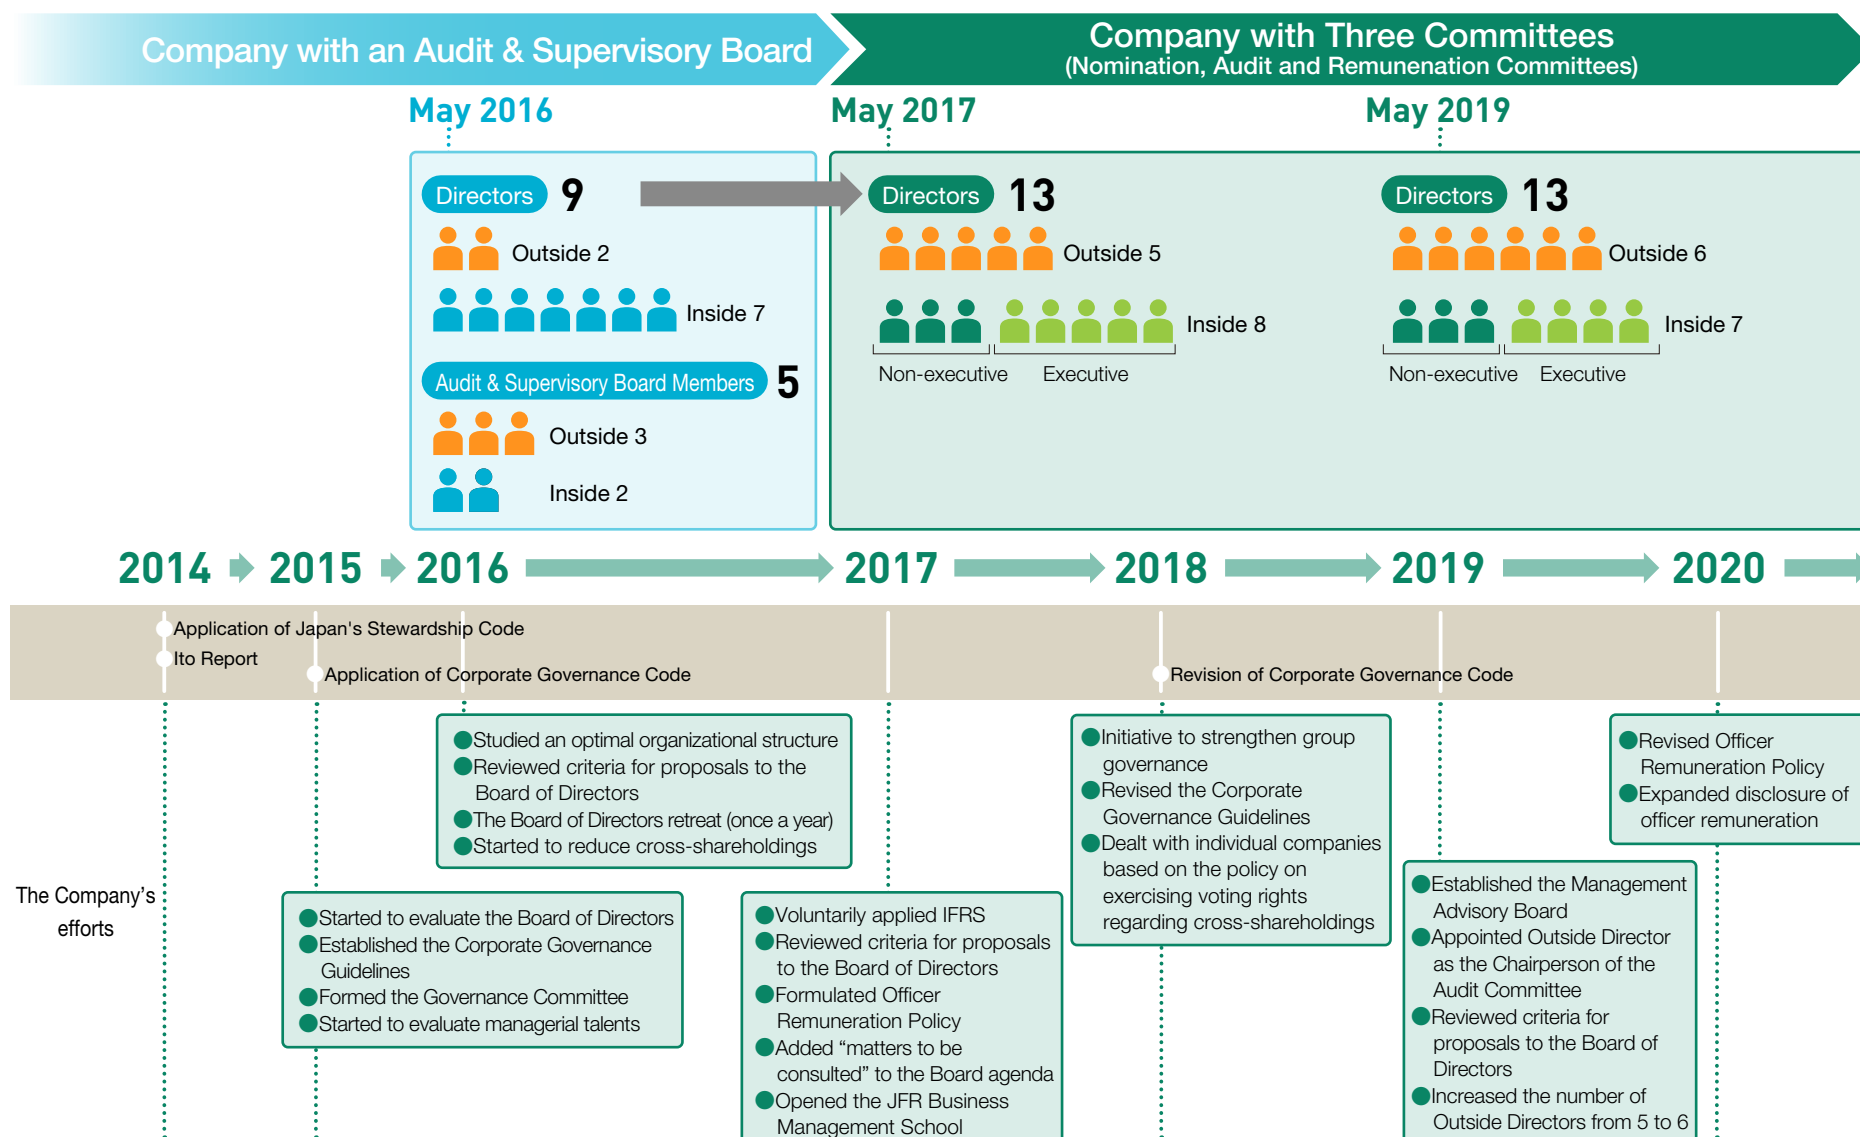 Company with an Audit & Supervisory Board
Company with Three Committees
(Nomination, Audit and Remunenation Committees)
May 2016
May 2017
May 2019
Directors 9
Outside 2
Inside 7
Audit & Supervisory Board Members 5
Outside 3
Inside 2
Directors 13
Outside 5
Inside 8
Non-executive Executive
Directors 13
Outside 6
Inside 7
Non-executive Executive
2014 2015 2016 2017 2018 2019 2020
Application of Japan's Stewardship Code
Ito Report
Application of Corporate Governance Code
Revision of Corporate Governance Code
The Company's
efforts
●Started to evaluate the Board of Directors
●Established the Corporate Governance
Guidelines
●Formed the Governance Committee
●Started to evaluate managerial talents
●Studied an optimal organizational structure
●Reviewed criteria for proposals to the
Board of Directors
●The Board of Directors retreat (once a year)
●Started to reduce cross-shareholdings
●Voluntarily applied IFRS
●Reviewed criteria for proposals
to the Board of Directors
●Formulated Officer
Remuneration Policy
●Added “matters to be
consulted” to the Board agenda
●Opened the JFR Business
Management School
●Initiative to strengthen group
governance
●Revised the Corporate
Governance Guidelines
●Dealt with individual companies
based on the policy on
exercising voting rights
regarding cross-shareholdings
●Established the Management
Advisory Board
●Appointed Outside Director
as the Chairperson of the
Audit Committee
●Reviewed criteria for
proposals to the Board of
Directors
●Increased the number of
Outside Directors from 5 to 6
●Revised Officer
Remuneration Policy
●Expanded disclosure of
officer remuneration